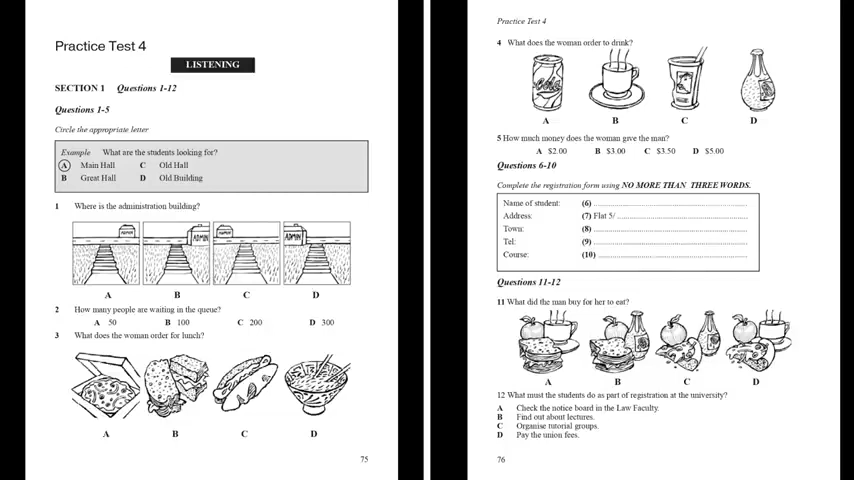 Practice Test 4
LISTENING
SECTION 1 Questions 1-12
Questions 1-5
Circle the appropriate letter
Example What are the students looking for?
A Main Hall C Old Hall
B Great Hall D Old Building
1 Where is the administration building?
ADMIN ADMIN ADMIN ADMIN
A B C D
2 How many people are waiting in the queue?
A 50 B 100 C 200 D 300
3 What does the woman order for lunch?
A B C D
75
Practice Test 4
4 What does the woman order to drink?
Cola
A B C D
5 How much money does the woman give the man?
A $2.00 B $3.00 C $3.50 D $5.00
Questions 6-10
Complete the registration form using NO MORE THAN THREE WORDS.
Name of student: (6) ................................................................
Address: (7) Flat 5/ ........................................................
Town: (8) ................................................................
Tel: (9) ................................................................
Course: (10) ..............................................................
Questions 11-12
11 What did the man buy for her to eat?
A B C D
12 What must the students do as part of registration at the university?
A Check the notice board in the Law Faculty.
B Find out about lectures.
C Organise tutorial groups.
D Pay the union fees.
76